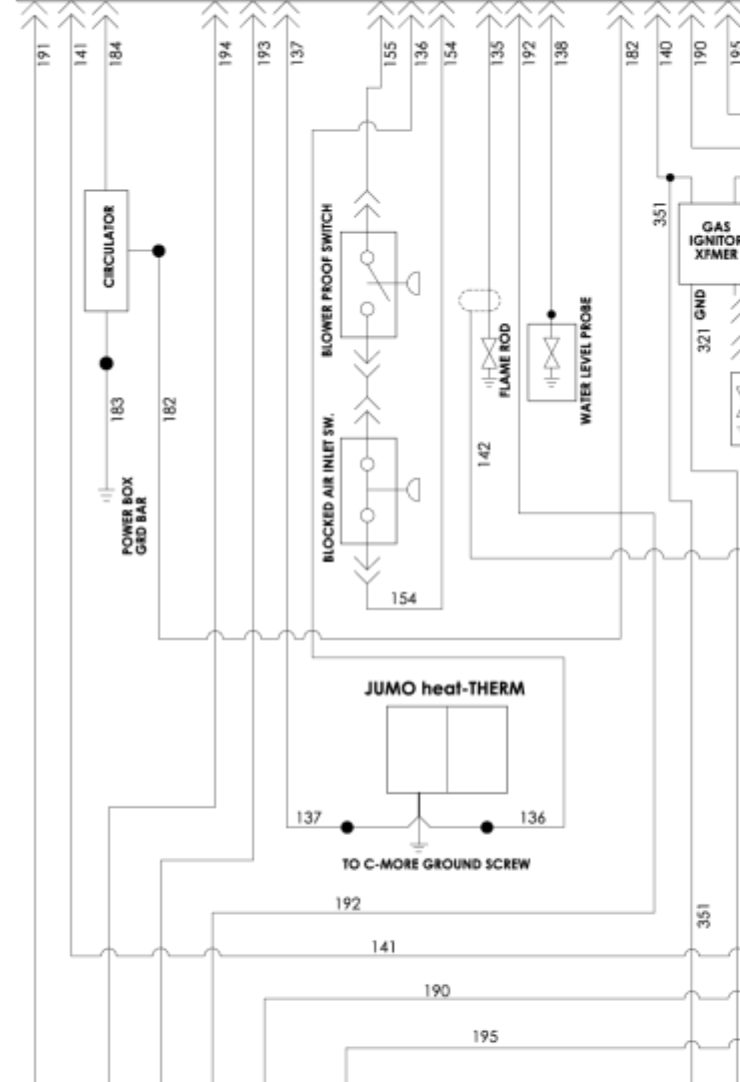 191
141
184
194
193
137
155
136
154
135
192
138
182
140
190
195
CIRCULATOR
BLOWER PROOF SWITCH
351
GAS
IGNITOR
XFMER
GND
321
FLAME ROD
WATER LEVEL PROBE
183
182
BLOCKED AIR INLET SW.
142
POWER BOX
GRD BAR
154
JUMO heat-THERM
137
136
TO C-MORE GROUND SCREW
192
351
141
190
195